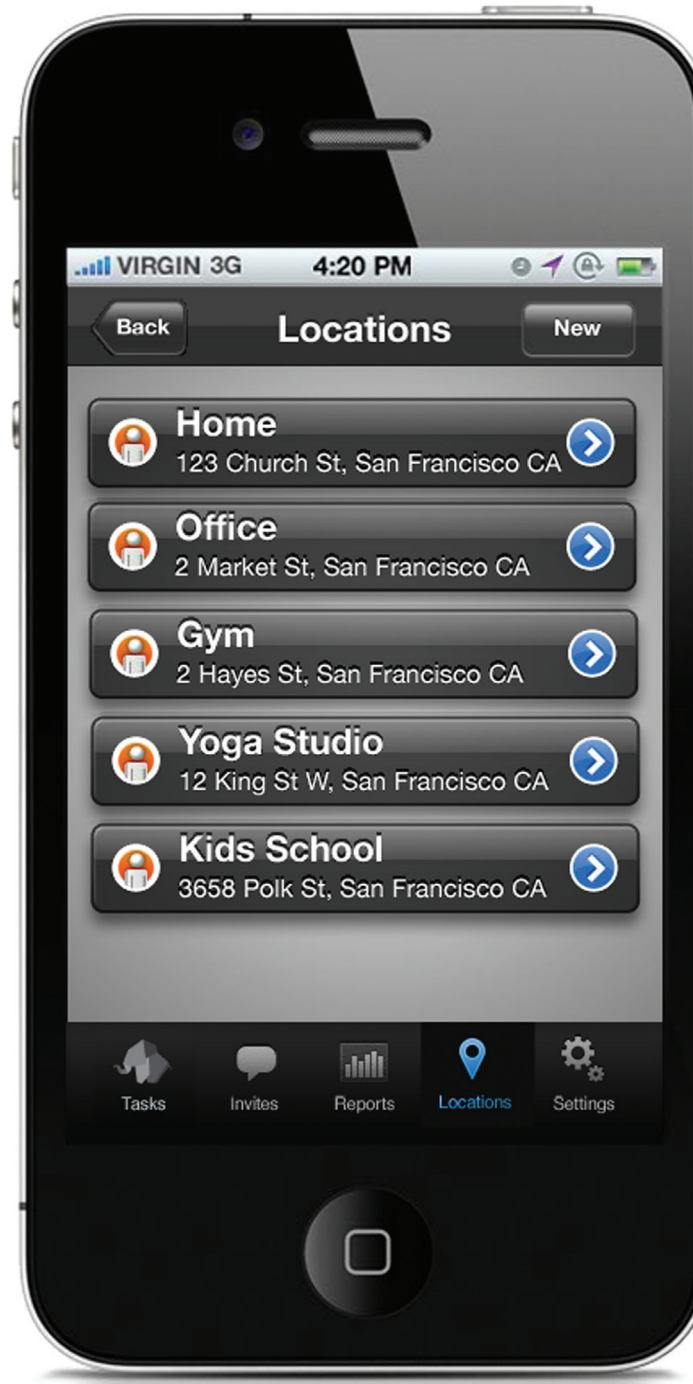 VIRGIN 3G 4:20 PM
Back Locations New
Home
123 Church St, San Francisco CA
Office
2 Market St, San Francisco CA
Gym
2 Hayes St, San Francisco CA
Yoga Studio
12 King St W, San Francisco CA
Kids School
3658 Polk St, San Francisco CA
Tasks Invites Reports Locations Settings